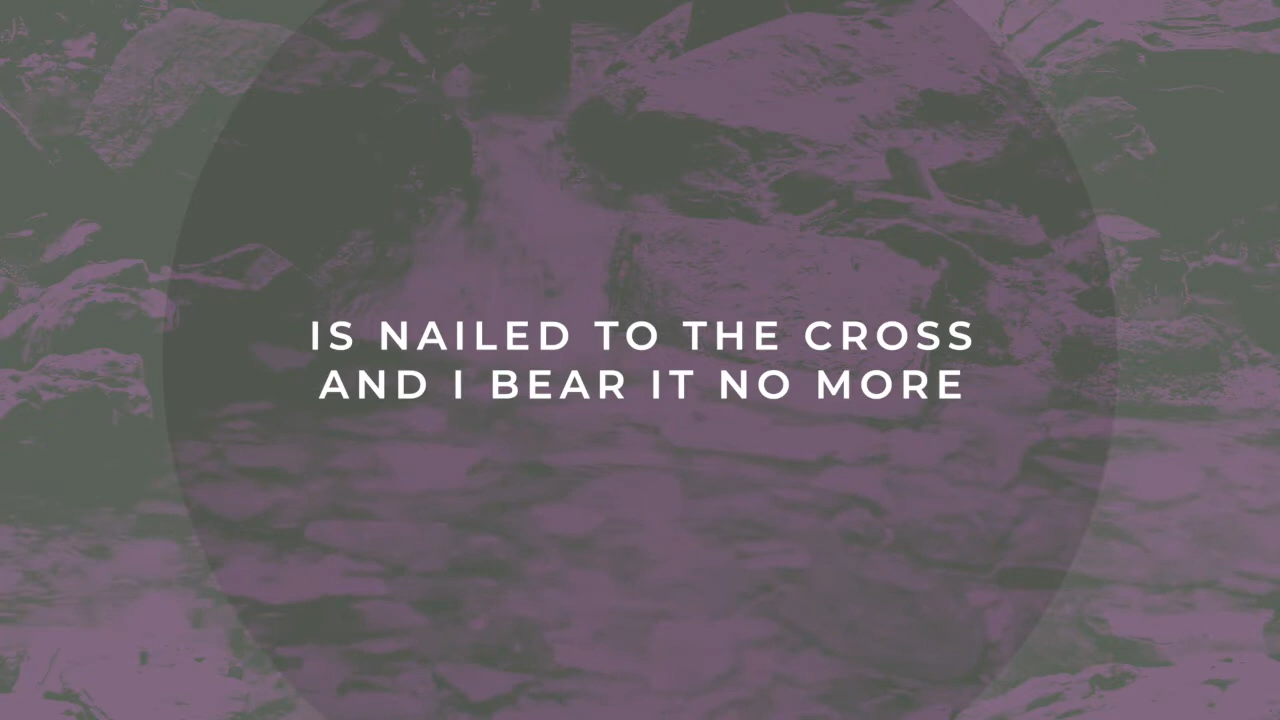 IS NAILED TO THE CROSS
AND I BEAR IT NO MORE